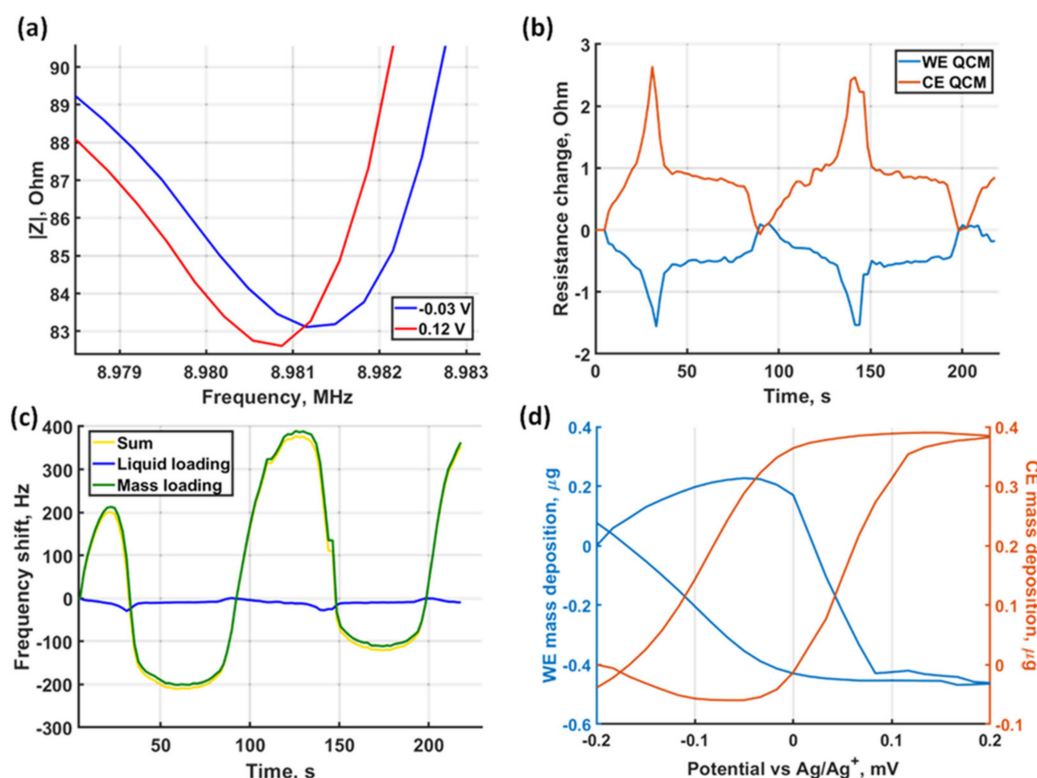 (a)
90
89
88
87
86
85
84
83
|Z|, Ohm
8.979 8.980 8.981 8.982 8.983
Frequency, MHz
-0.03 V
0.12 V
(b)
3
2
1
0
-1
-2
Resistance change, Ohm
0 50 100 150 200
Time, s
WE QCM
CE QCM
(c)
400
300
200
100
0
-100
-200
-300
Frequency shift, Hz
50 100 150 200
Time, s
Sum
Liquid loading
Mass loading
(d)
0.4
0.2
0
-0.2
-0.4
-0.6
WE mass deposition, μg
0.4
0.3
0.2
0.1
0
-0.1
CE mass deposition, μg
-0.2 -0.1 0 0.1 0.2
Potential vs Ag/Ag⁺, mV